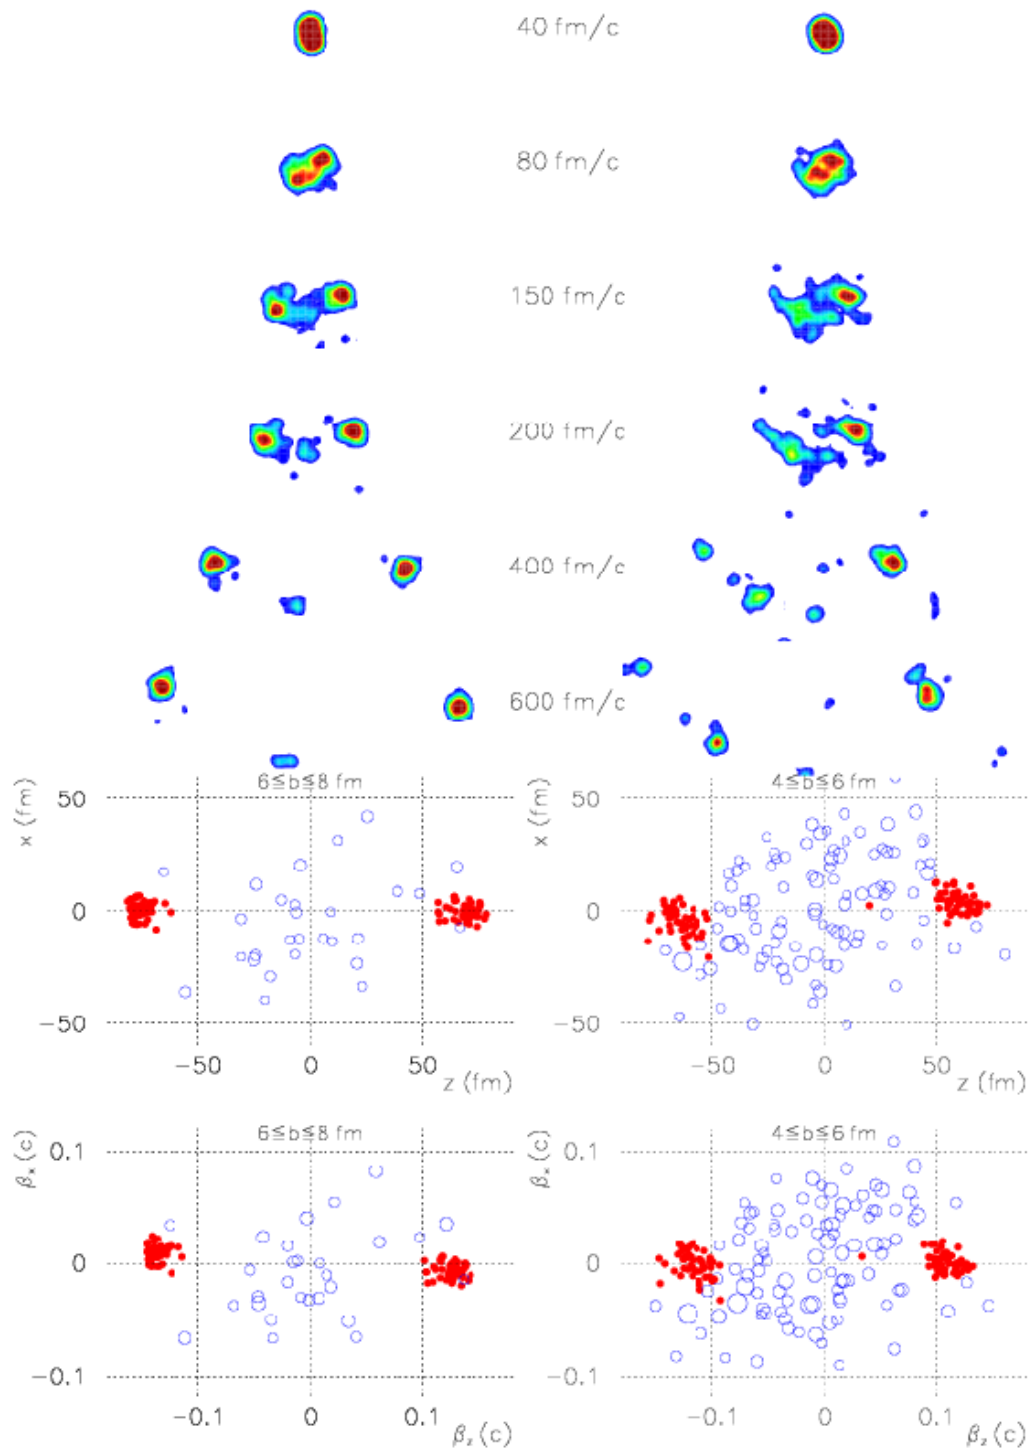 40 fm/c
80 fm/c
150 fm/c
200 fm/c
400 fm/c
600 fm/c
6≤b≤8 fm
4≤b≤6 fm
x (fm)
50
0
−50
−50 0 50
z (fm)
x (fm)
50
0
−50
−50 0 50
z (fm)
6≤b≤8 fm
4≤b≤6 fm
βₓ (c)
0.1
0
−0.1
−0.1 0 0.1
β_z (c)
βₓ (c)
0.1
0
−0.1
−0.1 0 0.1
β_z (c)